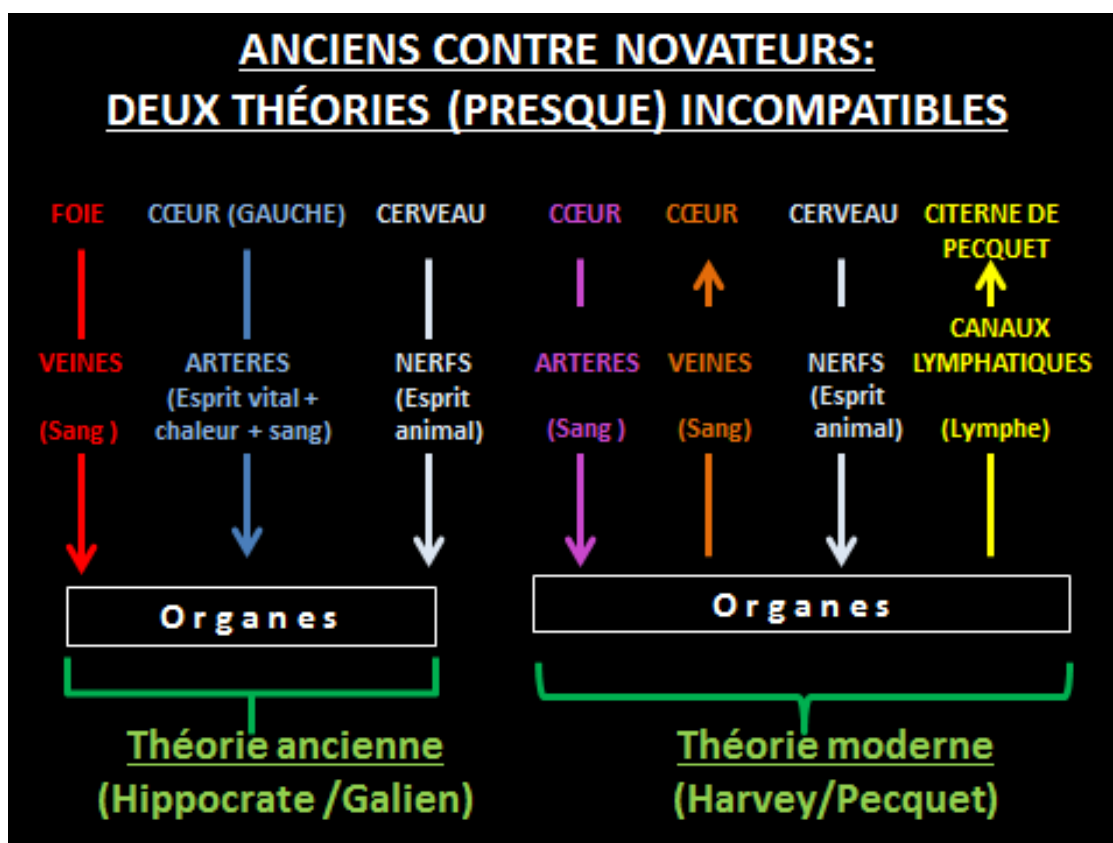 ANCIENS CONTRE NOVATEURS:
DEUX THÉORIES (PRESQUE) INCOMPATIBLES
FOIE
VEINES
(Sang )
CŒUR (GAUCHE)
ARTERES
(Esprit vital +
chaleur + sang)
CERVEAU
NERFS
(Esprit
animal)
Organes
Théorie ancienne
(Hippocrate /Galien)
CŒUR
ARTERES
(Sang )
CŒUR
VEINES
(Sang)
CERVEAU
NERFS
(Esprit
animal)
CITERNE DE
PECQUET
CANAUX
LYMPHATIQUES
(Lymphe)
Organes
Théorie moderne
(Harvey/Pecquet)